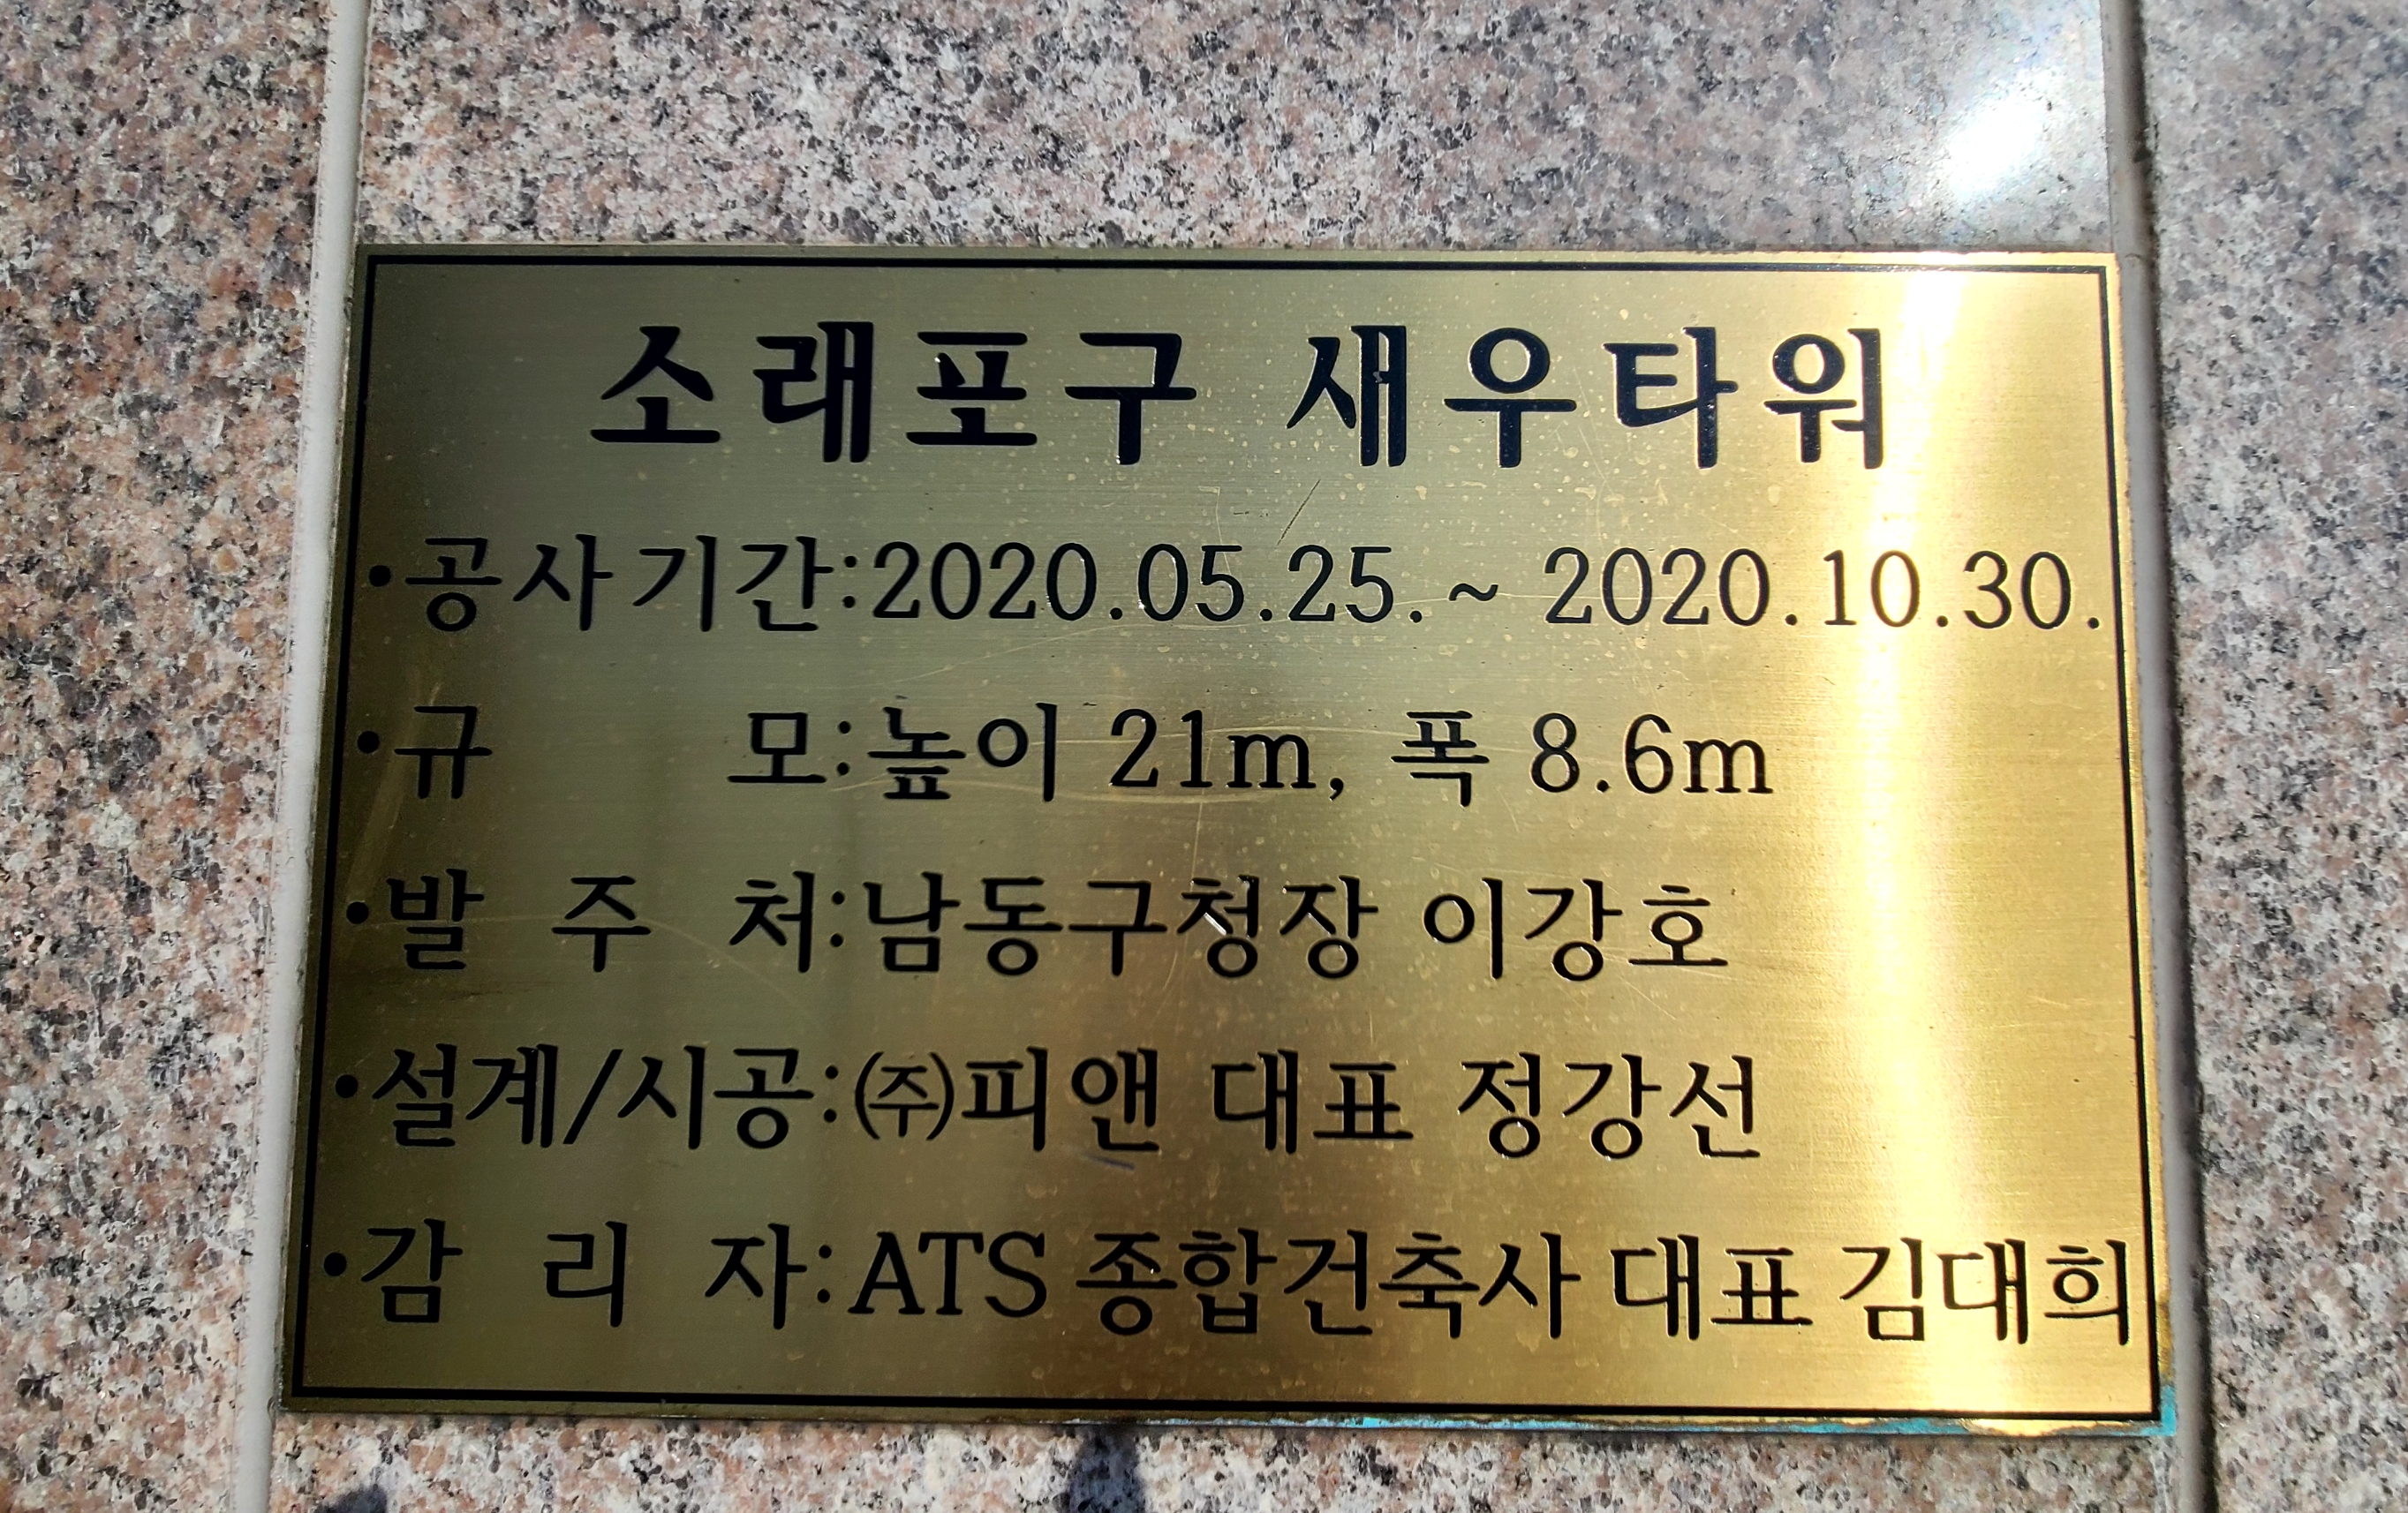 소래포구 새우타워
•공사기간:2020.05.25.~ 2020.10.30.
•규 모:높이 21m, 폭 8.6m
•발 주 처:남동구청장 이강호
•설계/시공:㈜피앤 대표 정강선
•감 리 자:ATS 종합건축사 대표 김대희